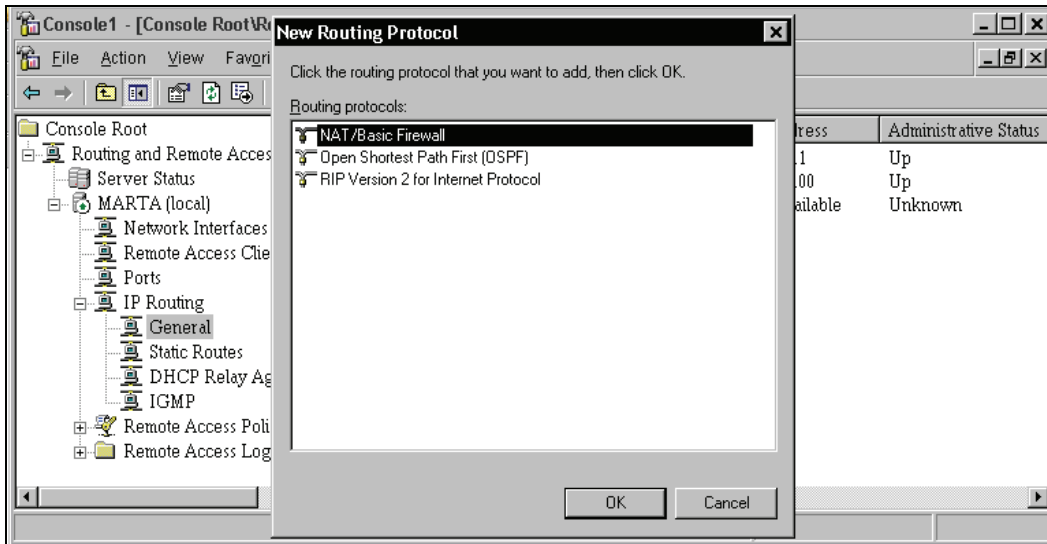 Console1 - [Console Root\R
File Action View Favori
Console Root
Routing and Remote Acces
Server Status
MARTA (local)
Network Interfaces
Remote Access Clie
Ports
IP Routing
General
Static Routes
DHCP Relay Ag
IGMP
Remote Access Poli
Remote Access Log
New Routing Protocol
Click the routing protocol that you want to add, then click OK.
Routing protocols:
NAT/Basic Firewall
Open Shortest Path First (OSPF)
RIP Version 2 for Internet Protocol
OK Cancel
dress Administrative Status
.1 Up
.00 Up
ailable Unknown